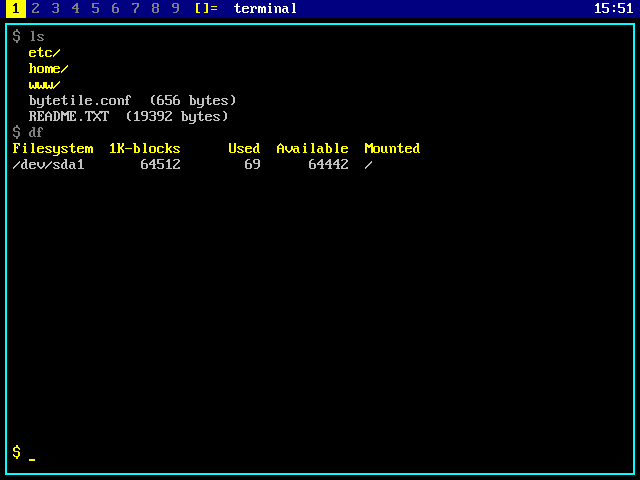 1 2 3 4 5 6 7 8 9 []= terminal 15:51
$ ls
etc/
home/
www/
bytetile.conf (656 bytes)
README.TXT (19392 bytes)
$ df
Filesystem 1K-blocks Used Available Mounted
/dev/sda1 64512 69 64442 /
$ _